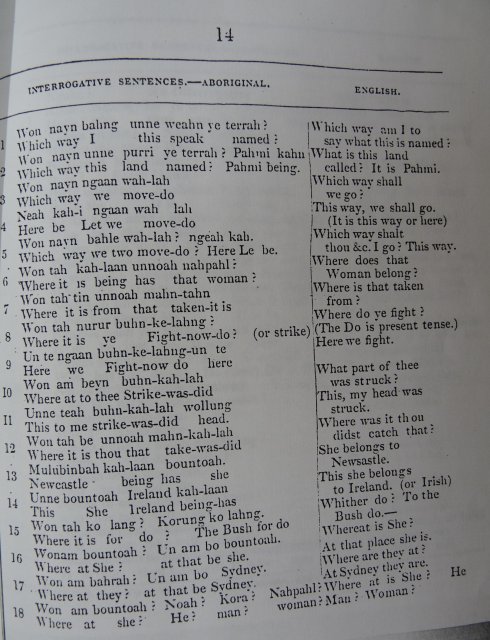 14
INTERROGATIVE SENTENCES.—ABORIGINAL.
ENGLISH.
Won nayn bahng unne weahn ye terrah?
1 Which way I this speak named?
Won nayn unne purri ye terrah? Pahmi kahn
2 Which way this land named? Pahmi being.
Won nayn ngaan wah-lah
3 Which way we move-do
Neah kah-i ngaan wah lah
4 Here be Let we move-do
Won nayn bahle wah-lah? ngeah kah.
5 Which way we two move-do? Here Le be.
Won tah kah-laan unnoah nahpahl?
6 Where it is being has that woman?
Won tah tin unnoah mahn-tahn
7 Where it is from that taken-it is
Won tah nurur buhn-ke-lahng?
8 Where it is ye Fight-now-do? (or strike)
Un te ngaan buhn-ke-lahng-un te
9 Here we Fight-now do here
Won am beyn buhn-kah-lah
10 Where at to thee Strike-was-did
Unne teah buhn-kah-lah wollung
11 This to me strike-was-did head.
Won tah be unnoah mahn-kah-lah
12 Where it is thou that take-was-did
Mulubinbah kah-laan bountoah.
13 Newcastle being has she
Unne bountoah Ireland kah-laan
14 This She Ireland being-has
Won tah ko lang? Korung ko lahng.
15 Where it is for do? The Bush for do
Wonam bountoah? Un am bo bountoah.
16 Where at She? at that be she.
Won am bahrah? Un am bo Sydney.
17 Where at they? at that be Sydney.
Won am bountoah? Noah? Kora? Nahpahl?
18 Where at she? He? man? woman?
Which way am I to
say what this is named?
What is this land
called? It is Pahmi.
Which way shall
we go?
This way, we shall go.
(It is this way or here)
Which way shalt
thou &c. I go? This way.
Where does that
Woman belong?
Where is that taken
from?
Where do ye fight?
(The Do is present tense.)
Here we fight.
What part of thee
was struck?
This, my head was
struck.
Where was it thou
didst catch that?
She belongs to
Newsastle.
This she belongs
to Ireland. (or Irish)
Whither do? To the
Bush do.—
Whereat is She?
At that place she is.
Where are they at?
At Sydney they are.
Where at is She? He
Man? Woman?